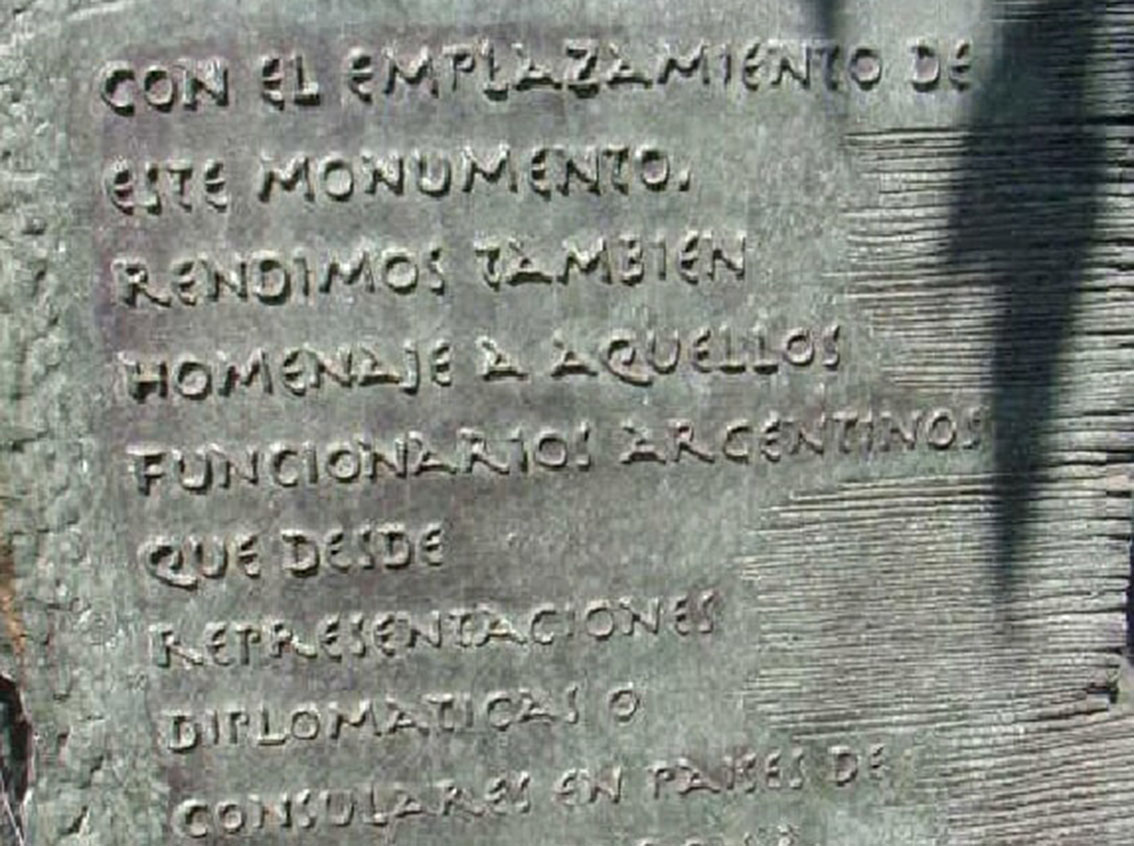 CON EL EMPLAZAMIENTO DE
ESTE MONUMENTO.
RENDIMOS TAMBIEN
HOMENAJE A AQUELLOS
FUNCIONARIOS ARGENTINOS
QUE DESDE
REPRESENTACIONES
DIPLOMATICAS O
CONSULARES EN PAISES DE